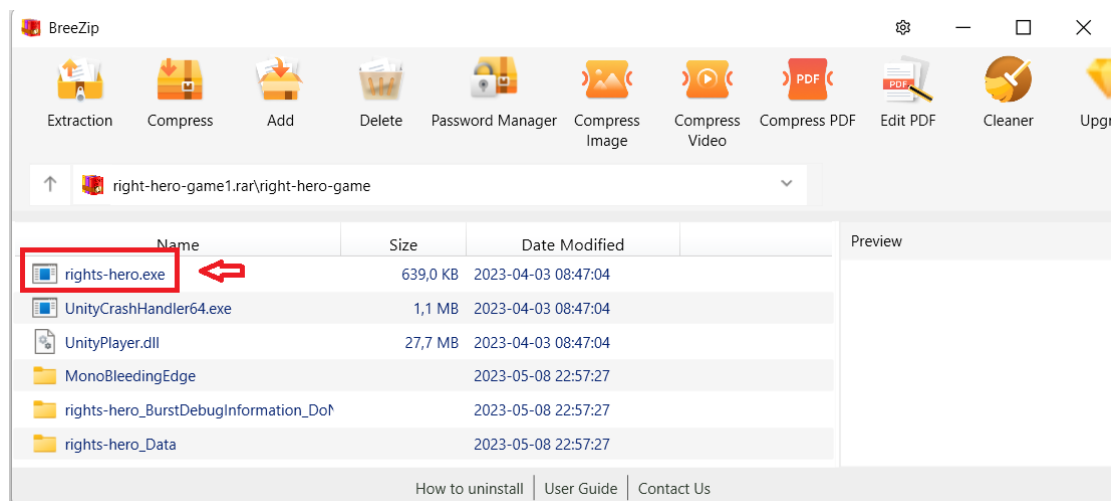 BreeZip
Extraction Compress Add Delete Password Manager Compress Image Compress Video Compress PDF Edit PDF Cleaner Upgr
right-hero-game1.rar\right-hero-game
Name Size Date Modified Preview
rights-hero.exe 639,0 KB 2023-04-03 08:47:04
UnityCrashHandler64.exe 1,1 MB 2023-04-03 08:47:04
UnityPlayer.dll 27,7 MB 2023-04-03 08:47:04
MonoBleedingEdge 2023-05-08 22:57:27
rights-hero_BurstDebugInformation_DoN 2023-05-08 22:57:27
rights-hero_Data 2023-05-08 22:57:27
How to uninstall User Guide Contact Us